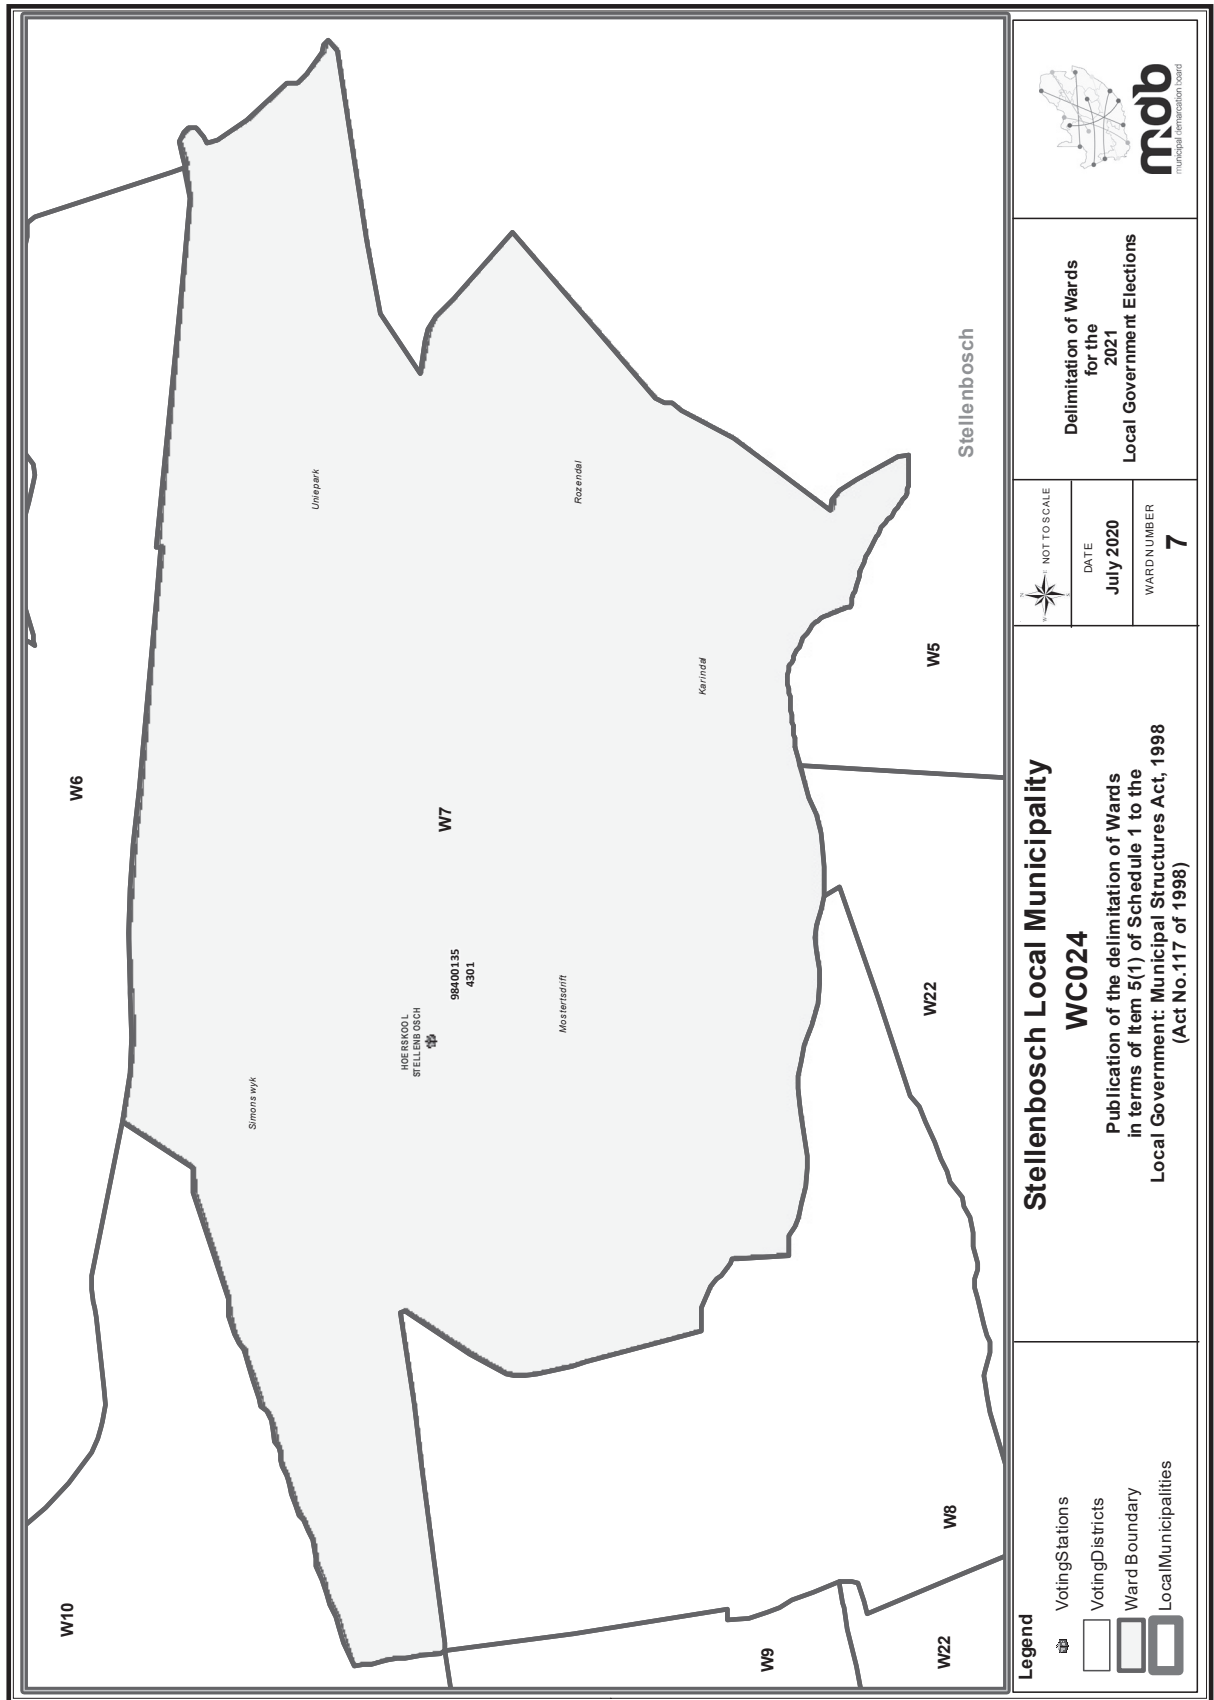 W10
W6
Simonswyk
Uniepark
HOERSKOOL
STELLENBOSCH
98400135
4301
W7
Mostertsdrift
Rozendal
Karindal
W9
W22
W8
W22
W5
Stellenbosch
Legend
VotingStations
VotingDistricts
Ward Boundary
LocalMunicipalities
Stellenbosch Local Municipality
WC024
Publication of the delimitation of Wards
in terms of Item 5(1) of Schedule 1 to the
Local Government: Municipal Structures Act, 1998
(Act No.117 of 1998)
N
W
E
S
NOT TO SCALE
DATE
July 2020
WARD NUMBER
7
Delimitation of Wards
for the
2021
Local Government Elections
mdb
municipal demarcation board